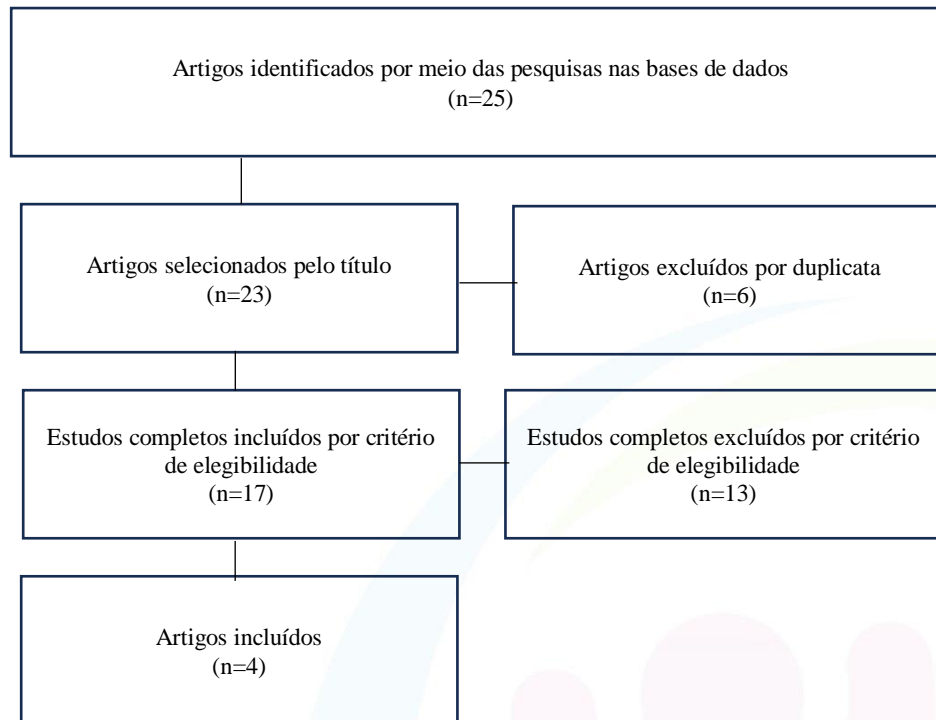 Artigos identificados por meio das pesquisas nas bases de dados
(n=25)
Artigos selecionados pelo título
(n=23)
Artigos excluídos por duplicata
(n=6)
Estudos completos incluídos por critério
de elegibilidade
(n=17)
Estudos completos excluídos por critério
de elegibilidade
(n=13)
Artigos incluídos
(n=4)